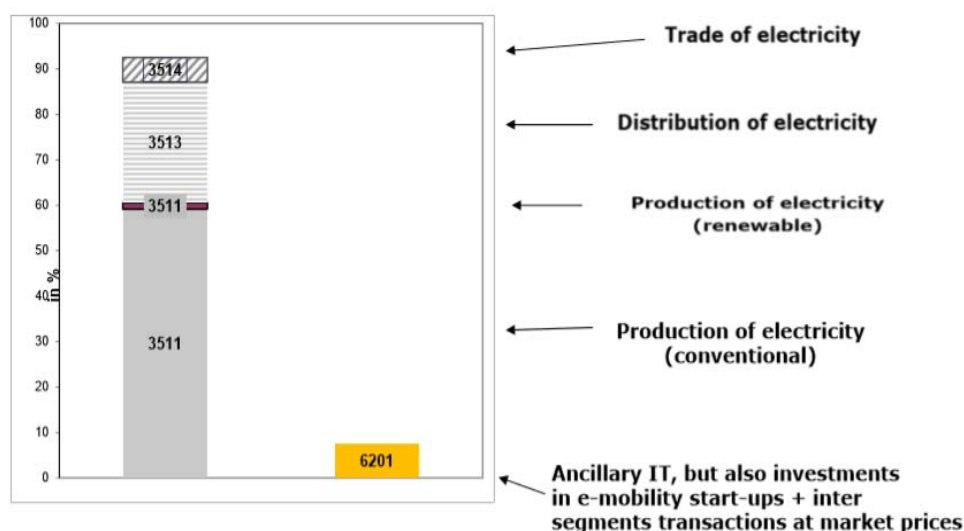 100
90
80
70
60
50
40
30
20
10
0
in %
3514
3513
3511
3511
6201
Trade of electricity
Distribution of electricity
Production of electricity
(renewable)
Production of electricity
(conventional)
Ancillary IT, but also investments
in e-mobility start-ups + inter
segments transactions at market prices